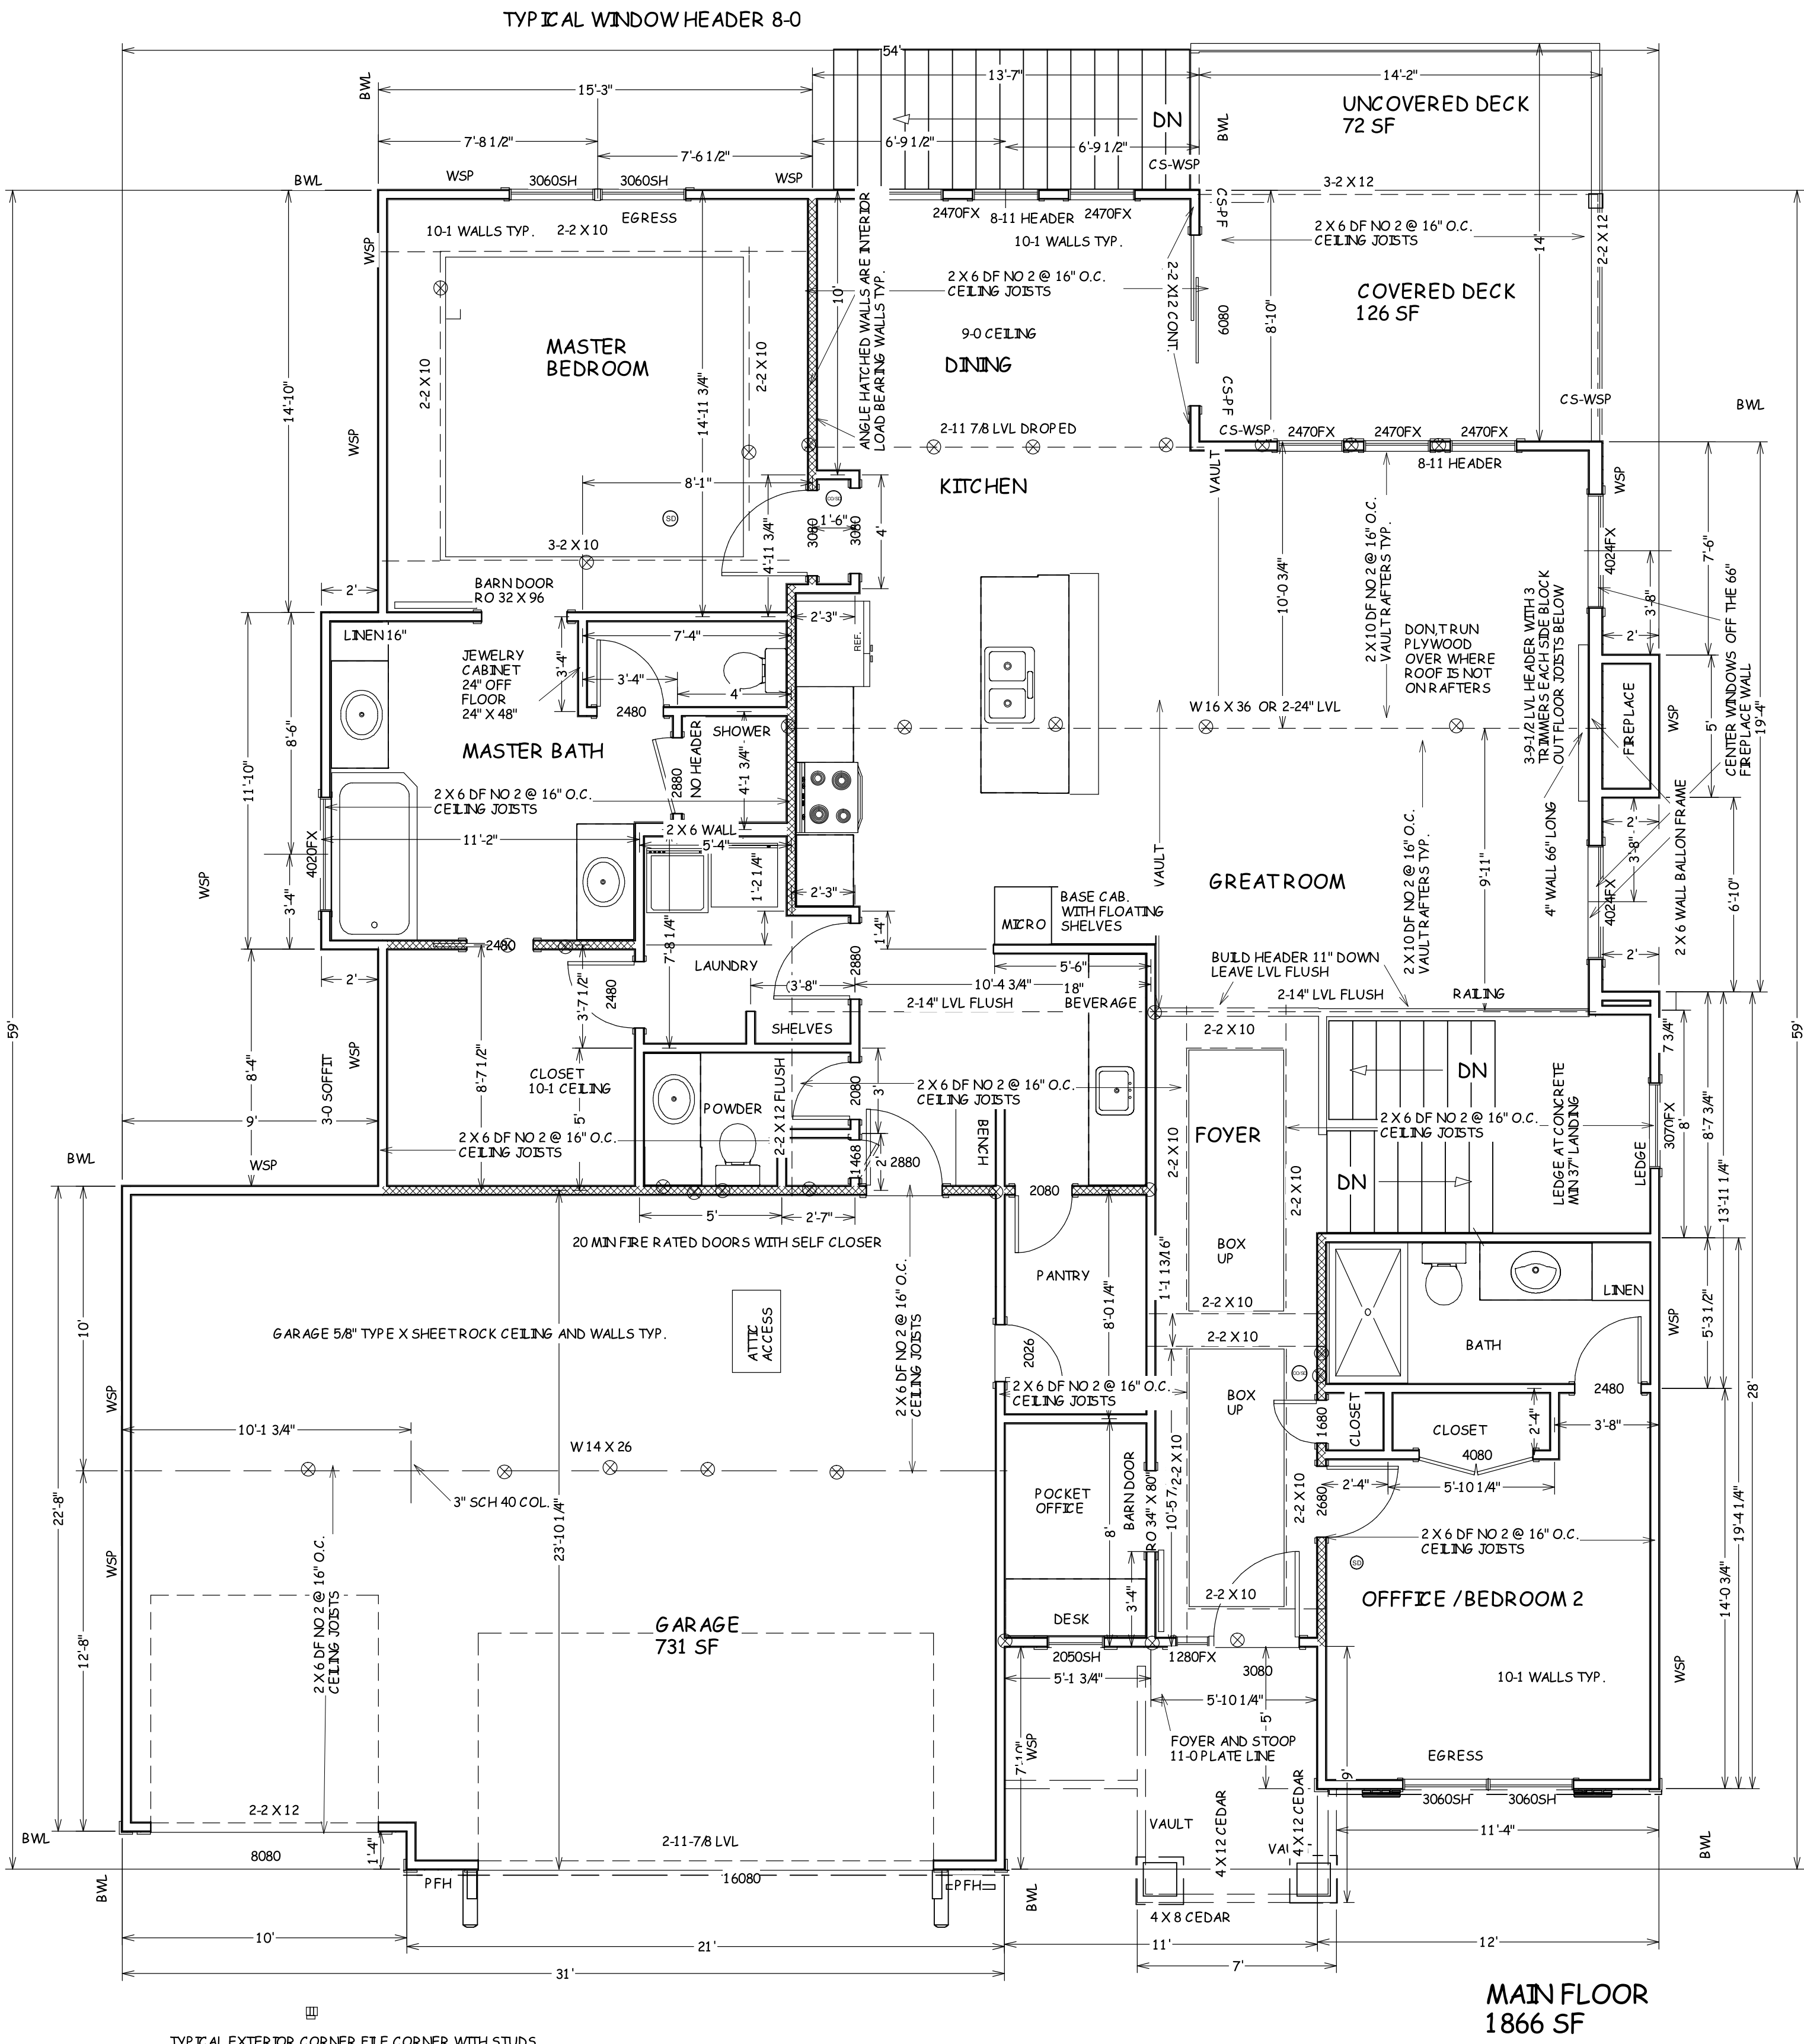 TYPICAL WINDOW HEADER 8-0
54'
15'-3"
13'-7"
14'-2"
BWL
7'-8 1/2"
7'-6 1/2"
6'-9 1/2"
6'-9 1/2"
DN
BWL
CS-WSP
UNCOVERED DECK
72 SF
BWL
WSP
3060SH
3060SH
WSP
EGRESS
10-1 WALLS TYP.
2-2 X 10
2470FX
8-11 HEADER
2470FX
10-1 WALLS TYP.
CS-PF
3-2 X 12
2 X 6 DF NO 2 @ 16" O.C.
CEILING JOISTS
2-2 X 12"
14'
WSP
WSP
14'-10"
2-2 X 10
2-2 X 10
14'-11 3/4"
MASTER
BEDROOM
ANGLE HATCHED WALLS ARE INTERIOR
LOAD BEARING WALLS TYP.
10'
2 X 6 DF NO 2 @ 16" O.C.
CEILING JOISTS
9-0 CEILING
DINING
2-2 X 12 CONT.
6080
8'-10"
COVERED DECK
126 SF
CS-PF
CS-WSP
CS-WSP
BWL
2-11 7/8 LVL DROPED
2470FX
2470FX
2470FX
8-11 HEADER
KITCHEN
VAULT
8'-1"
SD
CO/SD
3080
1'-6"
3080
4'
4'-11 3/4"
3-2 X 10
BARN DOOR
RO 32 X 96
2'
LINEN 16"
JEWELRY
CABINET
24" OFF
FLOOR
24" X 48"
7'-4"
3'-4"
3'-4"
4'
2480
2'-3"
REF.
10'-0 3/4"
2 X 10 DF NO 2 @ 16" O.C.
VAULT RAFTERS TYP.
DON,T RUN
PLYWOOD
OVER WHERE
ROOF IS NOT
ON RAFTERS
3-9-1/2 LVL HEADER WITH 3
TRIMMERS EACH SIDE BLOCK
OUT FLOOR JOISTS BELOW
4024FX
WSP
3'-8"
7'-6"
2'
FIREPLACE
WSP
5'
CENTER WINDOWS OFF THE 66"
FIREPLACE WALL
19'-4"
W 16 X 36 OR 2-24" LVL
MASTER BATH
SHOWER
NO HEADER
2880
4'-1 3/4"
8'-6"
11'-10"
2 X 6 DF NO 2 @ 16" O.C.
CEILING JOISTS
11'-2"
4020FX
WSP
3'-4"
2 X 6 WALL
5'-4"
1'-2 1/4"
2'-3"
VAULT
GREATROOM
2 X 10 DF NO 2 @ 16" O.C.
VAULT RAFTERS TYP.
9'-11"
4" WALL 66" LONG
4024FX
2'
3'-8"
2'
2 X 6 WALL BALLON FRAME
6'-10"
MICRO
BASE CAB.
WITH FLOATING
SHELVES
2480
LAUNDRY
7'-8 1/4"
1'-4"
2880
3'-8"
5'-6"
10'-4 3/4"
18"
BEVERAGE
2-14" LVL FLUSH
BUILD HEADER 11" DOWN
LEAVE LVL FLUSH
2-14" LVL FLUSH
RAILING
2'
3'-7 1/2"
2480
SHELVES
2-2 X 10
7 3/4"
59'
59'
8'-4"
9'
3-0 SOFFIT
WSP
8'-7 1/2"
CLOSET
10-1 CEILING
5'
2 X 6 DF NO 2 @ 16" O.C.
CEILING JOISTS
POWDER
2-2 X 12 FLUSH
2080
3'
2 X 6 DF NO 2 @ 16" O.C.
CEILING JOISTS
BENCH
1468
2'
2880
FOYER
2-2 X 10
2-2 X 10
DN
2 X 6 DF NO 2 @ 16" O.C.
CEILING JOISTS
DN
LEDGE AT CONCRETE
MIN 37" LANDING
LEDGE
3070FX
8'
8'-7 3/4"
13'-11 1/4"
BWL
WSP
5'
2'-7"
2080
20 MIN FIRE RATED DOORS WITH SELF CLOSER
BOX
UP
1'-1 13/16"
PANTRY
8'-0 1/4"
2-2 X 10
2-2 X 10
BATH
LINEN
WSP
5'-3 1/2"
10'
GARAGE 5/8" TYPE X SHEETROCK CEILING AND WALLS TYP.
ATTIC
ACCESS
2 X 6 DF NO 2 @ 16" O.C.
CEILING JOISTS
2026
2 X 6 DF NO 2 @ 16" O.C.
CEILING JOISTS
CO/SD
BOX
UP
1680
CLOSET
CLOSET
2'-4"
2480
3'-8"
28'
WSP
10'-1 3/4"
W 14 X 26
3" SCH 40 COL.
4080
2'-4"
5'-10 1/4"
2680
2-2 X 10
2-2 X 10
22'-8"
23'-10 1/4"
WSP
12'-8"
2 X 6 DF NO 2 @ 16" O.C.
CEILING JOISTS
POCKET
OFFICE
8'
BARN DOOR
RO 34" X 80"
10'-5 7/
SD
2 X 6 DF NO 2 @ 16" O.C.
CEILING JOISTS
19'-4 1/4"
14'-0 3/4"
GARAGE
731 SF
DESK
3'-4"
2-2 X 10
OFFFICE /BEDROOM 2
2050SH
1280FX
3080
5'-1 3/4"
5'-10 1/4"
10-1 WALLS TYP.
WSP
7'-10"
WSP
5'
FOYER AND STOOP
11-0 PLATE LINE
EGRESS
3060SH
3060SH
9'
2-2 X 12
2-11-7/8 LVL
VAULT
4 X 12 CEDAR
4 X 12 CEDAR
11'-4"
BWL
BWL
8080
1'-4"
PFH
16080
PFH
BWL
BWL
4 X 8 CEDAR
10'
21'
11'
12'
31'
7'
MAIN FLOOR
1866 SF
TYPICAL EXTERIOR CORNER FILE CORNER WITH STUDS